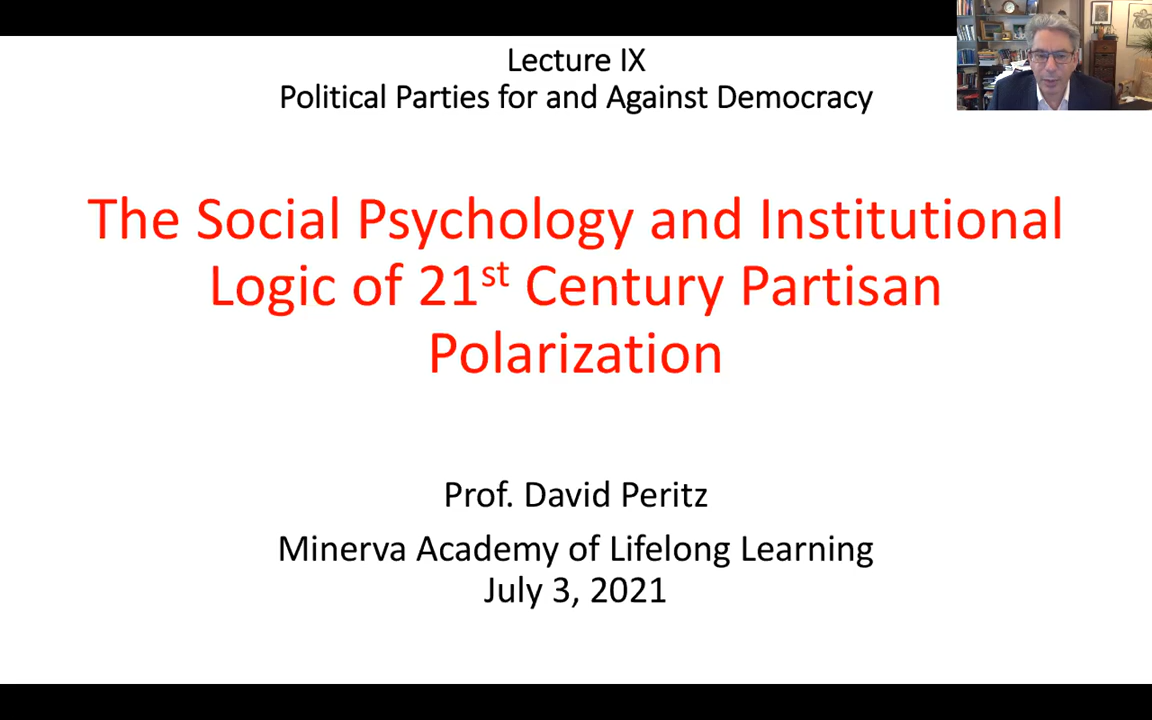 Lecture IX
Political Parties for and Against Democracy
The Social Psychology and Institutional
Logic of 21st Century Partisan
Polarization
Prof. David Peritz
Minerva Academy of Lifelong Learning
July 3, 2021